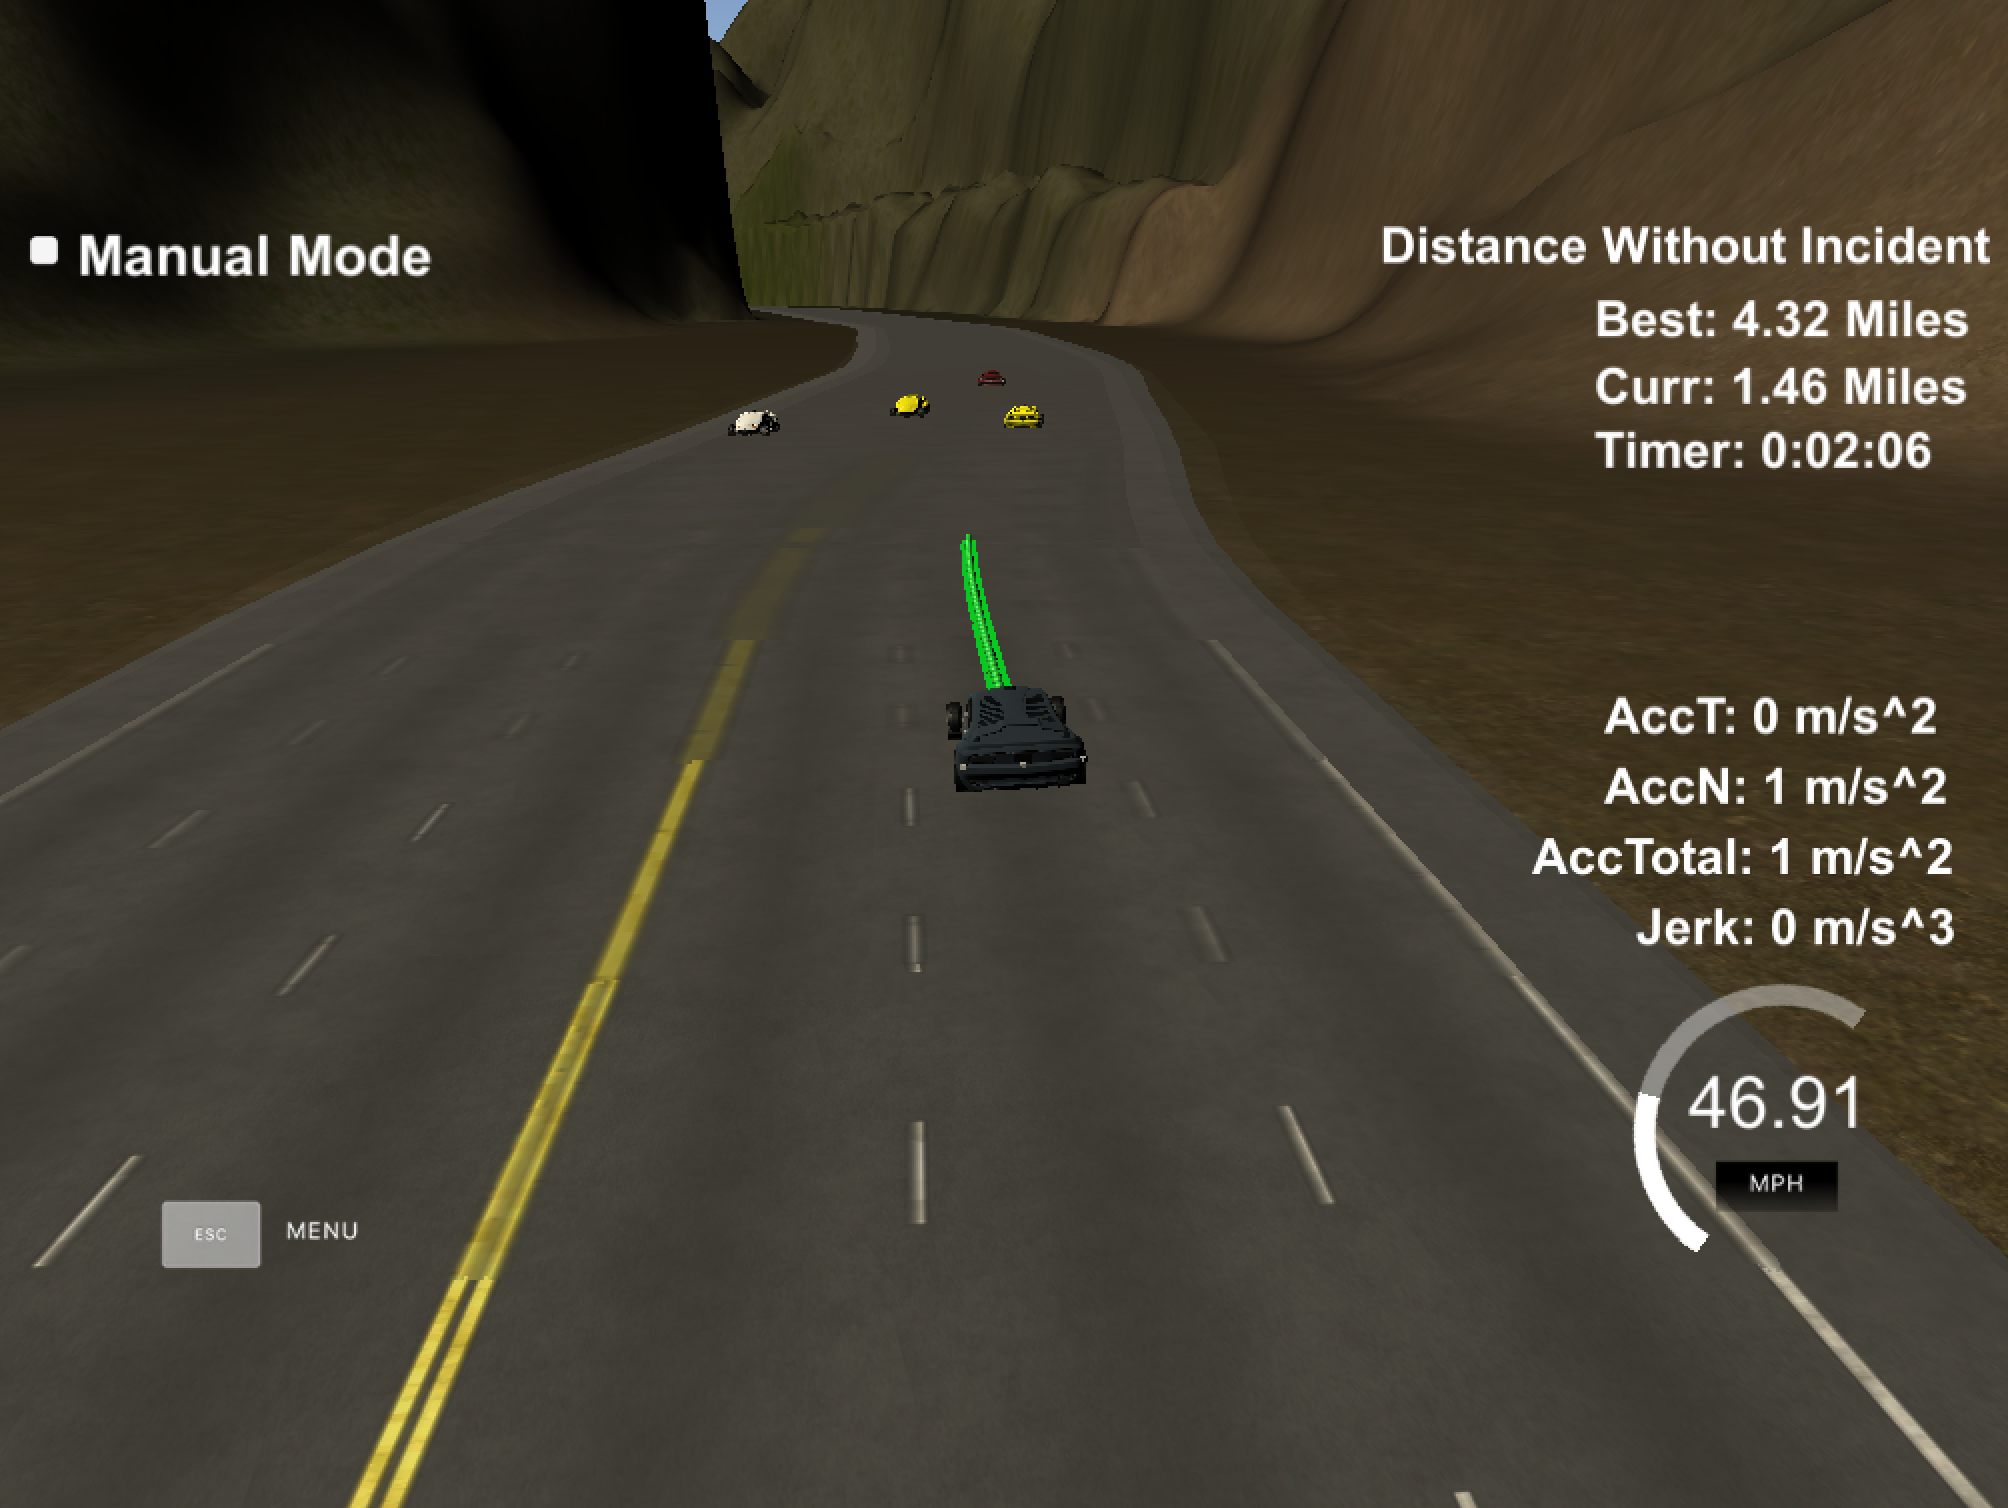 Manual Mode
Distance Without Incident
Best: 4.32 Miles
Curr: 1.46 Miles
Timer: 0:02:06
AccT: 0 m/s^2
AccN: 1 m/s^2
AccTotal: 1 m/s^2
Jerk: 0 m/s^3
46.91
MPH
ESC MENU